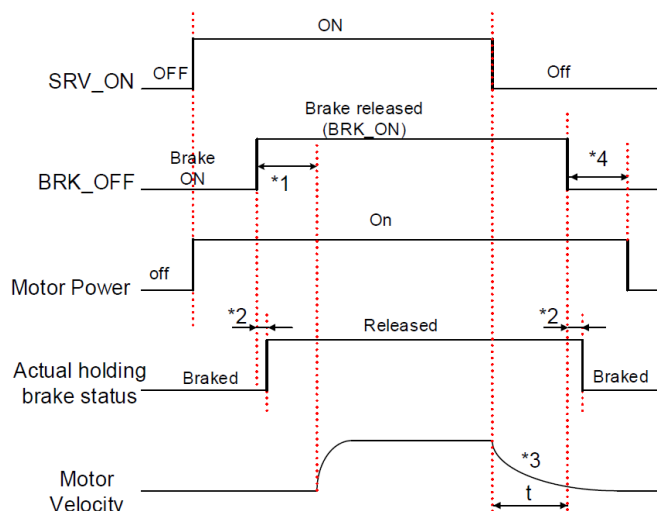 ON
SRV_ON
OFF
Off
Brake released
(BRK_ON)
BRK_OFF
Brake
ON
*1
*4
On
Motor Power
off
*2
Released
*2
Actual holding
brake status
Braked
Braked
Motor
Velocity
*3
t